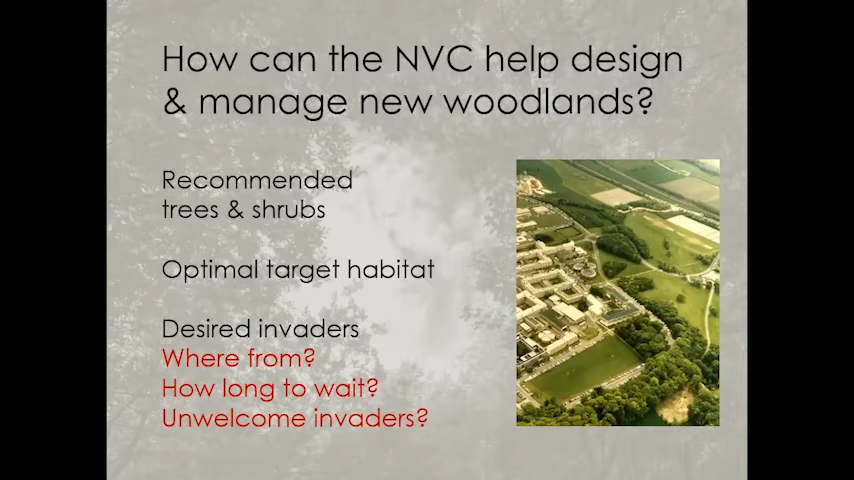 How can the NVC help design
& manage new woodlands?
Recommended
trees & shrubs
Optimal target habitat
Desired invaders
Where from?
How long to wait?
Unwelcome invaders?